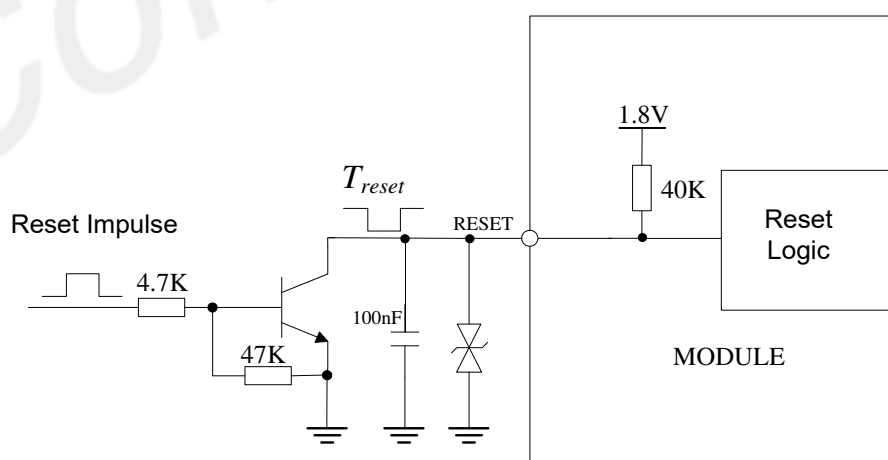 1.8V
40K
Reset
Logic
MODULE
T_reset
RESET
Reset Impulse
4.7K
47K
100nF